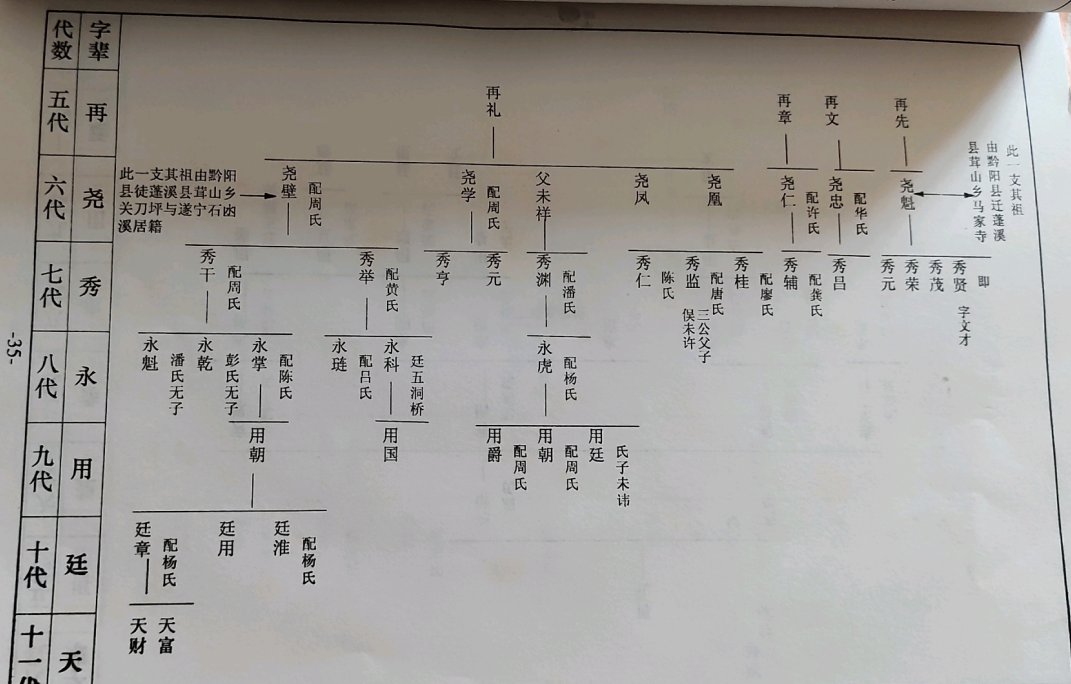 字辈
代数
再
五代
再礼
再章
再文
再先
尧
六代
此一支其祖由黔阳
县徒蓬溪县茸山乡
关刀坪与遂宁石凼
溪居籍
尧壁
配周氏
尧学
配周氏
父未祥
尧凤
尧凰
尧仁
配许氏
尧忠
配华氏
尧魁
此一支其祖
由黔阳县迁蓬溪
县茸山乡马家寺
秀
七代
秀干
配周氏
秀举
配黄氏
秀亨
秀元
秀渊
配潘氏
秀仁
陈氏
秀监
配唐氏
秀桂
配廖氏
三公父子
俣未许
秀辅
配龚氏
秀吕
秀元
秀荣
秀茂
秀贤
即
字文才
永
八代
永魁
潘氏无子
永乾
彭氏无子
永掌
配陈氏
永琏
配吕氏
永科
廷五洞桥
永虎
配杨氏
用
九代
用朝
用国
用爵
配周氏
用朝
配周氏
用廷
氏子未讳
廷
十代
廷章
配杨氏
廷用
廷淮
配杨氏
天
十一代
天财
天富
-35-